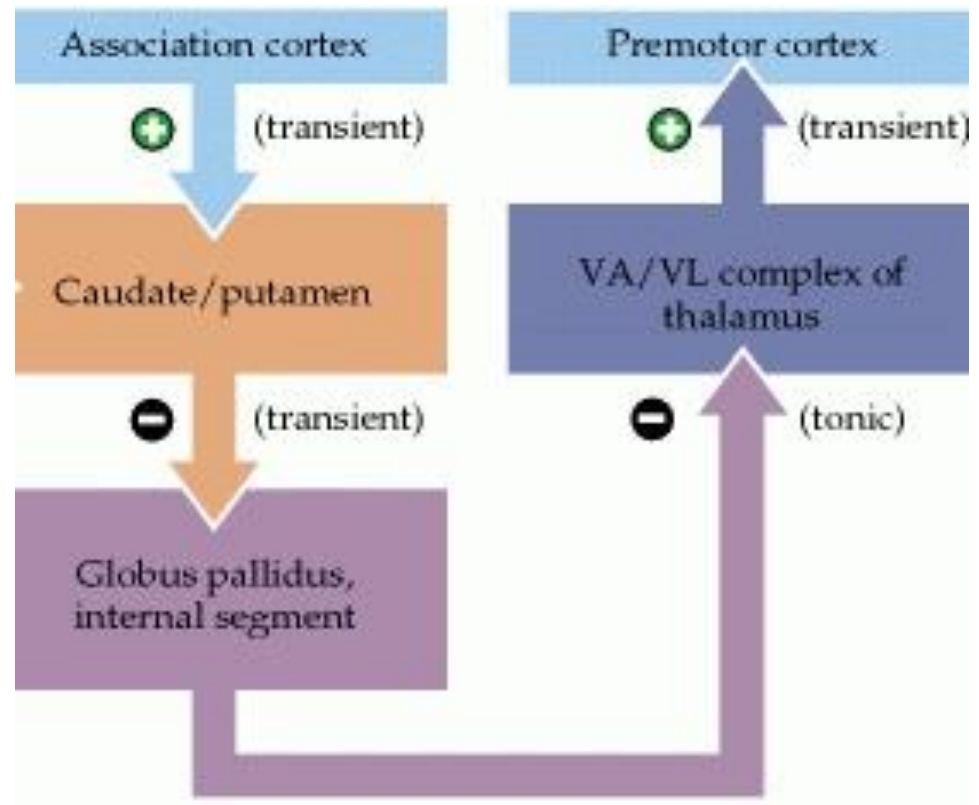 Association cortex
(transient)
Caudate/putamen
(transient)
Globus pallidus,
internal segment
Premotor cortex
(transient)
VA/VL complex of
thalamus
(tonic)